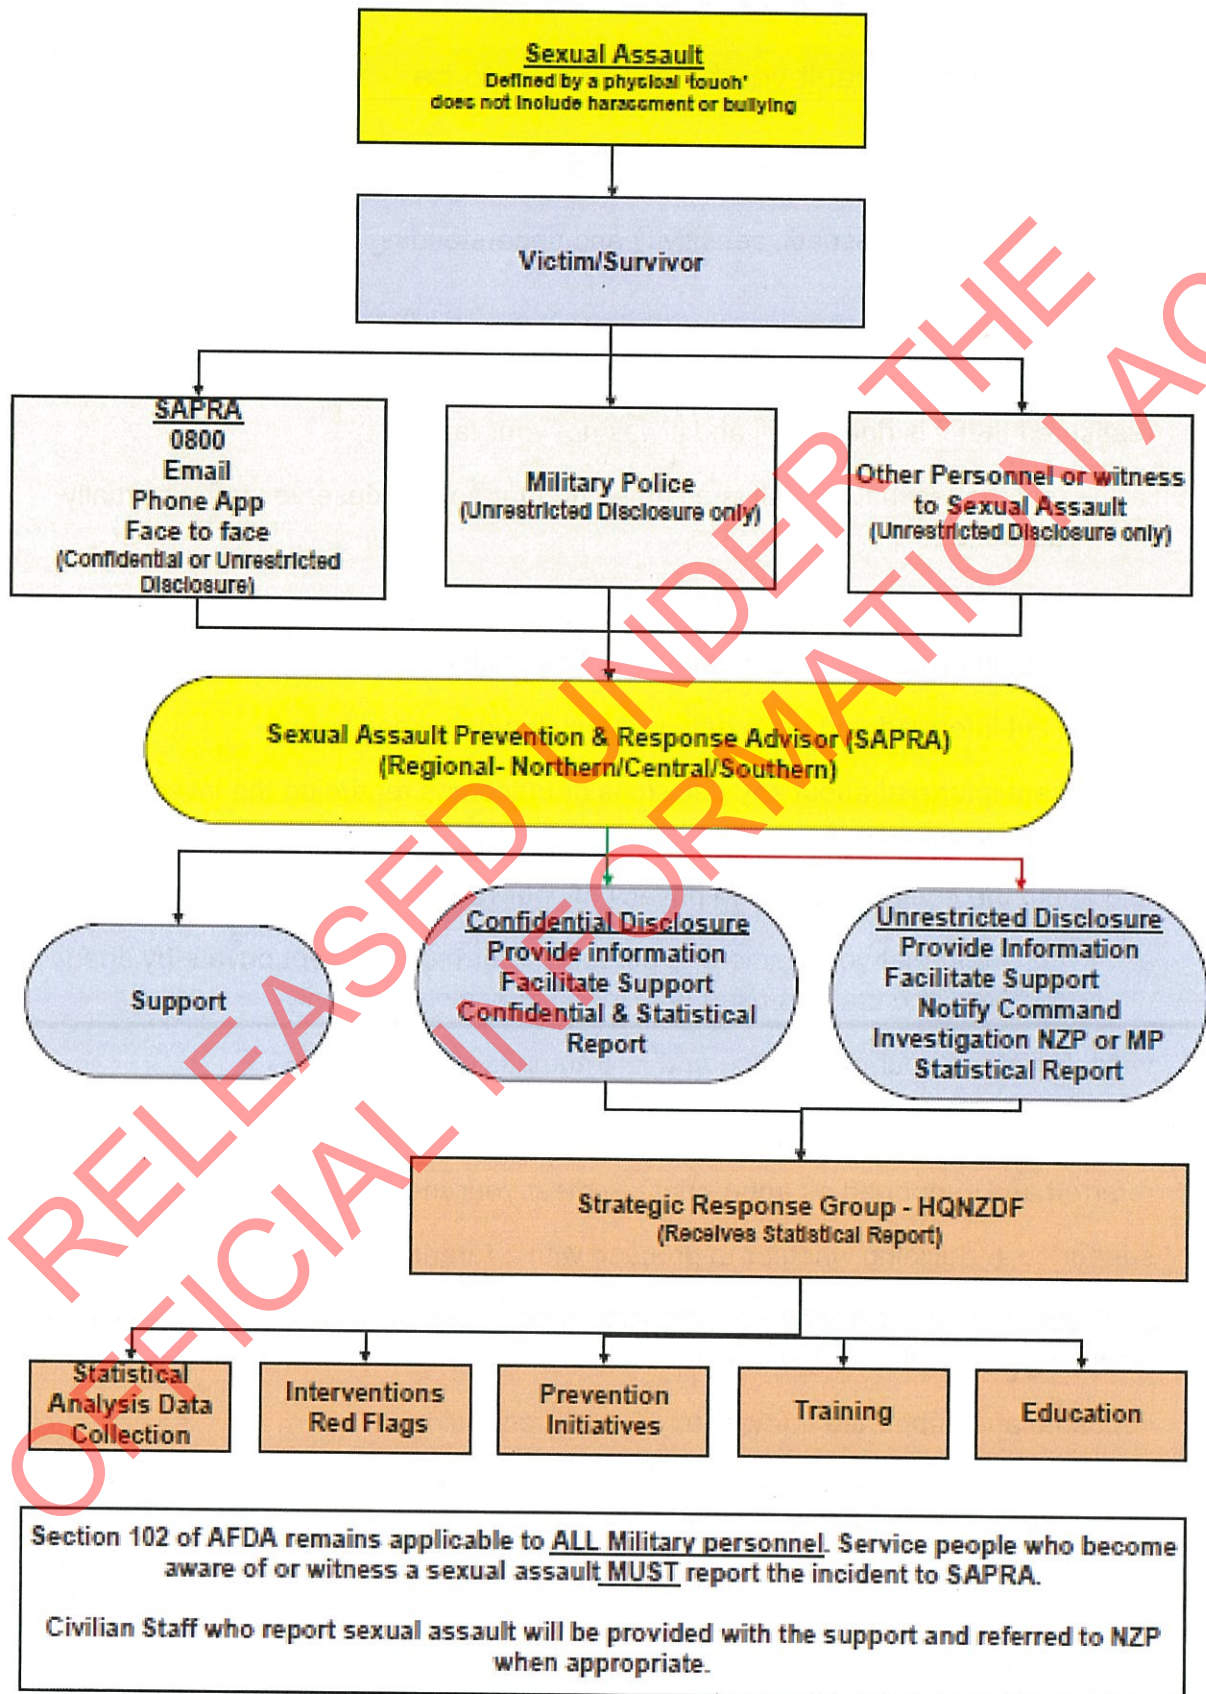 Sexual Assault
Defined by a physical 'touch'
does not include harassment or bullying
Victim/Survivor
SAPRA
0800
Email
Phone App
Face to face
(Confidential or Unrestricted
Disclosure)
Military Police
(Unrestricted Disclosure only)
Other Personnel or witness
to Sexual Assault
(Unrestricted Disclosure only)
Sexual Assault Prevention & Response Advisor (SAPRA)
(Regional- Northern/Central/Southern)
Support
Confidential Disclosure
Provide information
Facilitate Support
Confidential & Statistical
Report
Unrestricted Disclosure
Provide Information
Facilitate Support
Notify Command
Investigation NZP or MP
Statistical Report
Strategic Response Group - HQNZDF
(Receives Statistical Report)
Statistical
Analysis Data
Collection
Interventions
Red Flags
Prevention
Initiatives
Training
Education
Section 102 of AFDA remains applicable to ALL Military personnel. Service people who become
aware of or witness a sexual assault MUST report the incident to SAPRA.
Civilian Staff who report sexual assault will be provided with the support and referred to NZP
when appropriate.
RELEASED UNDER THE
OFFICIAL INFORMATION AC